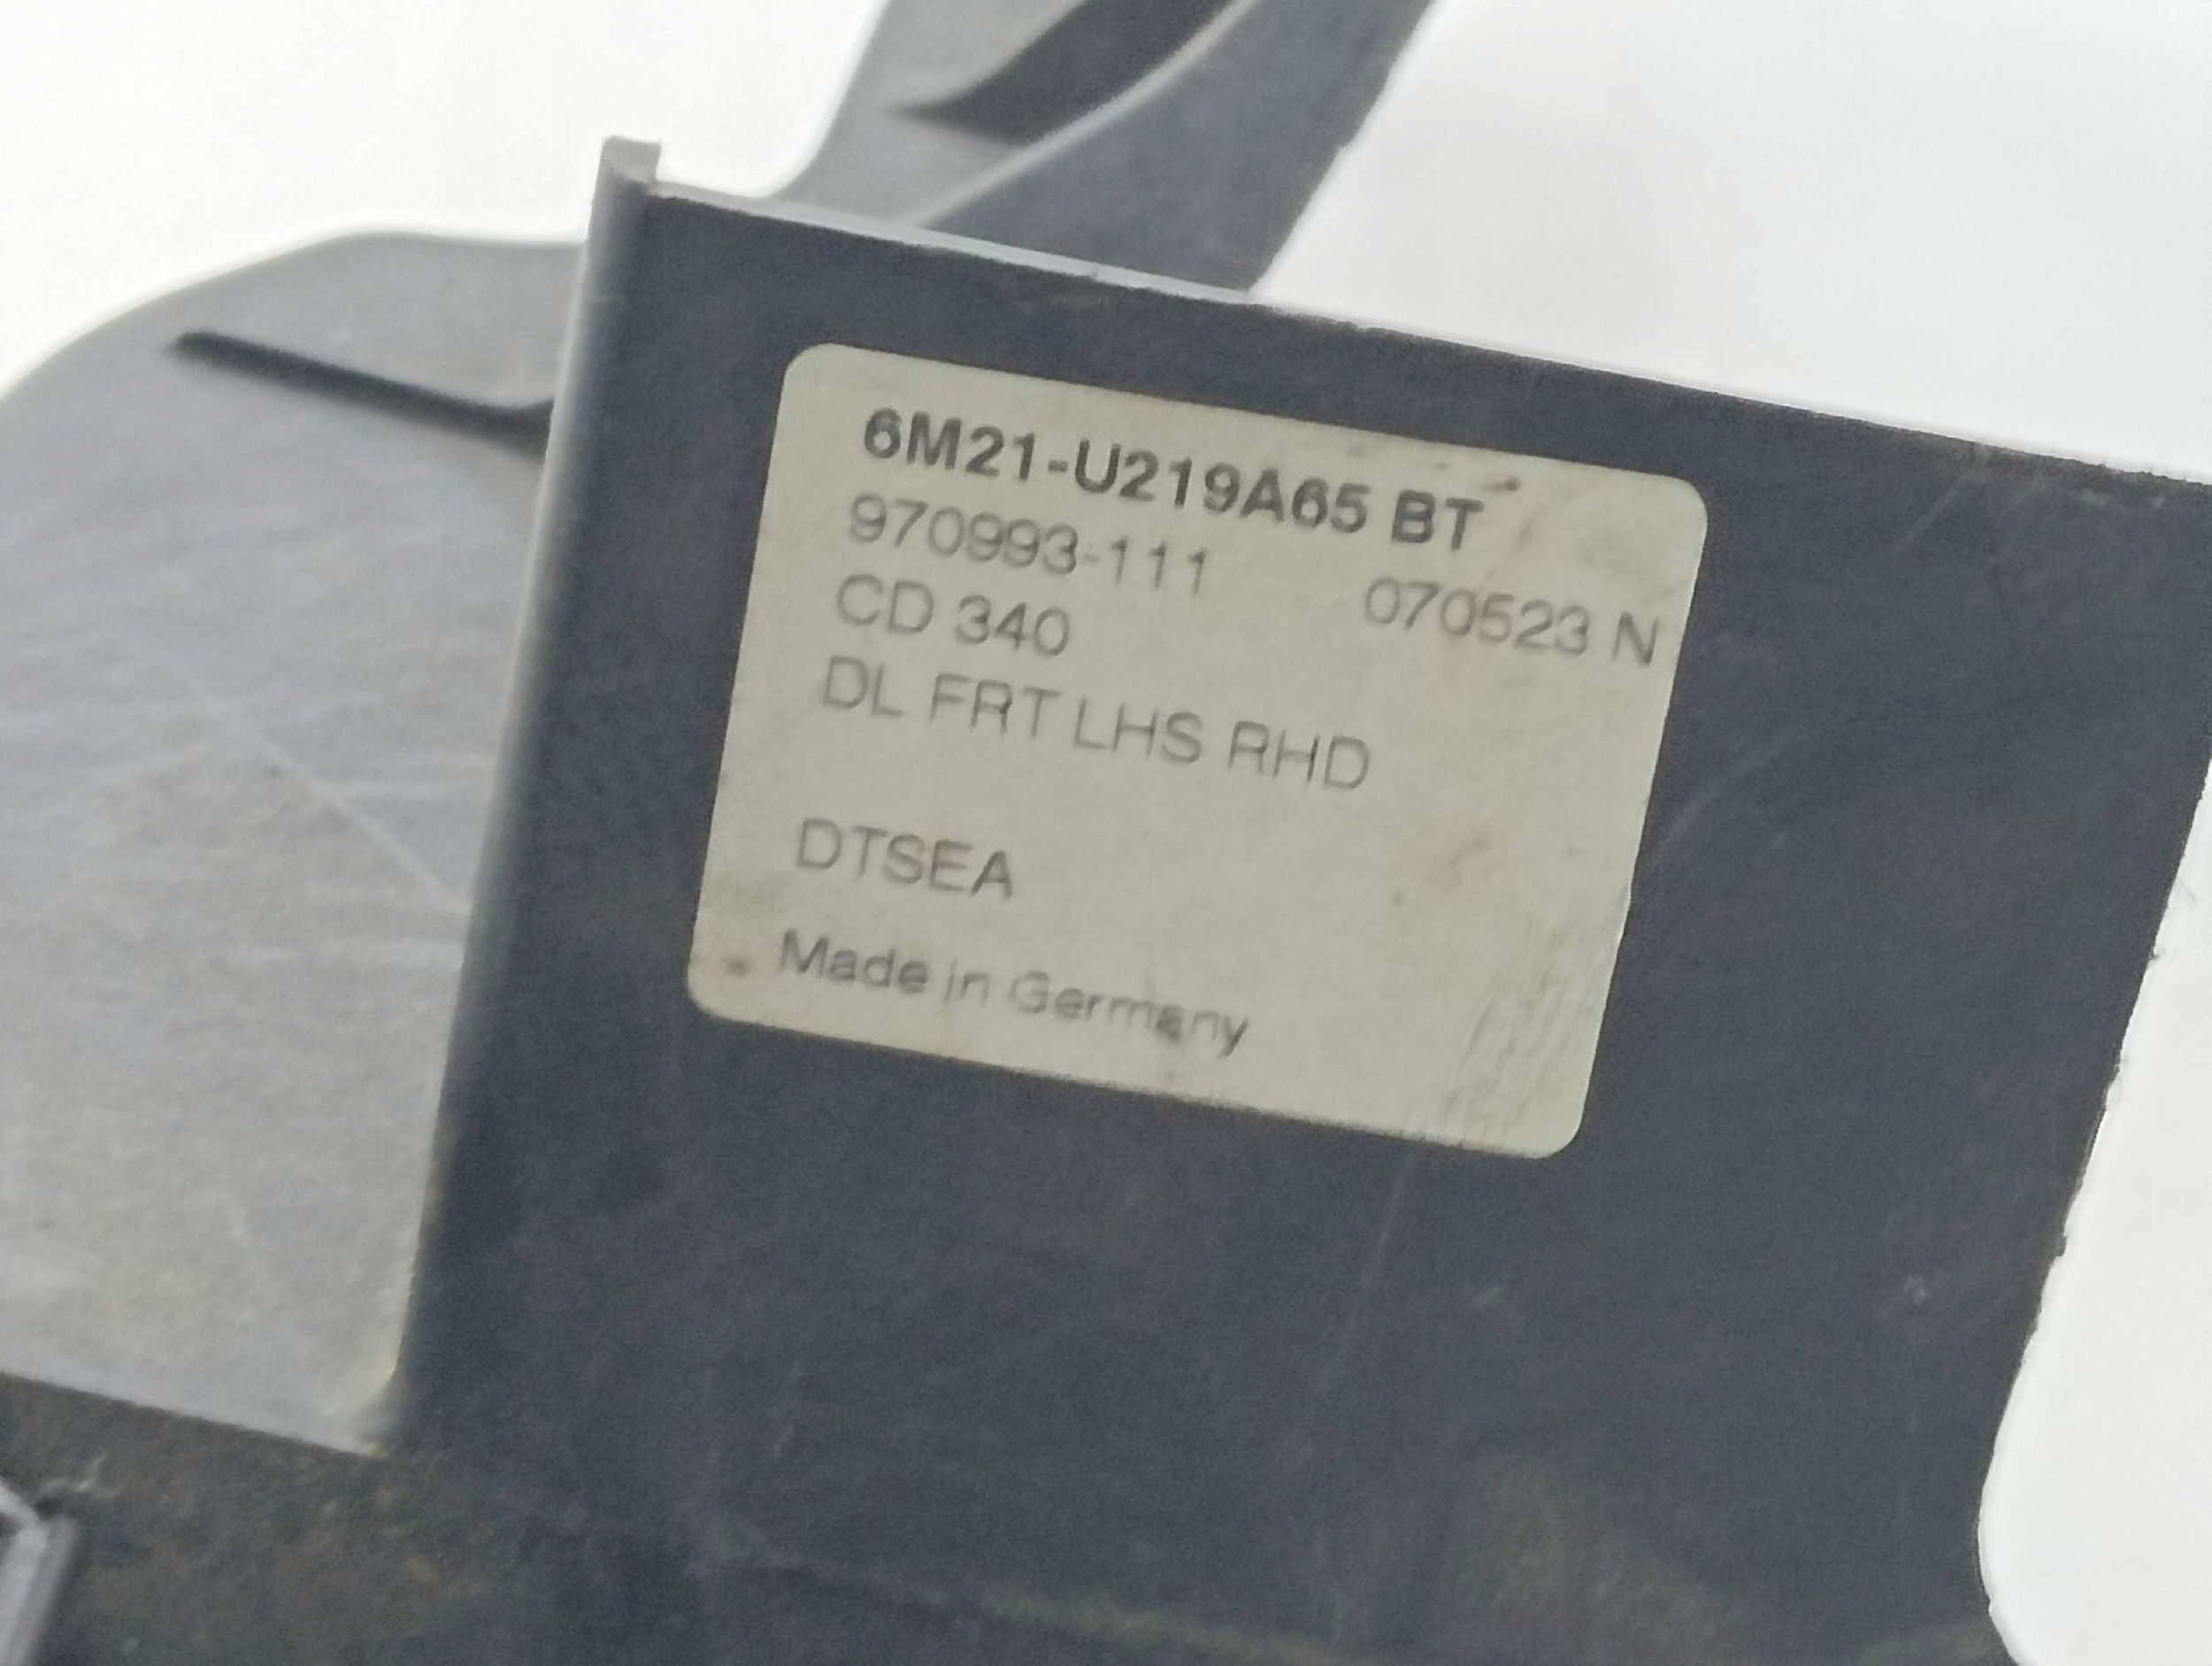 6M21-U219A65 BT
970993-111 070523 N
CD 340
DL FRT LHS RHD
DTSEA
Made in Germany